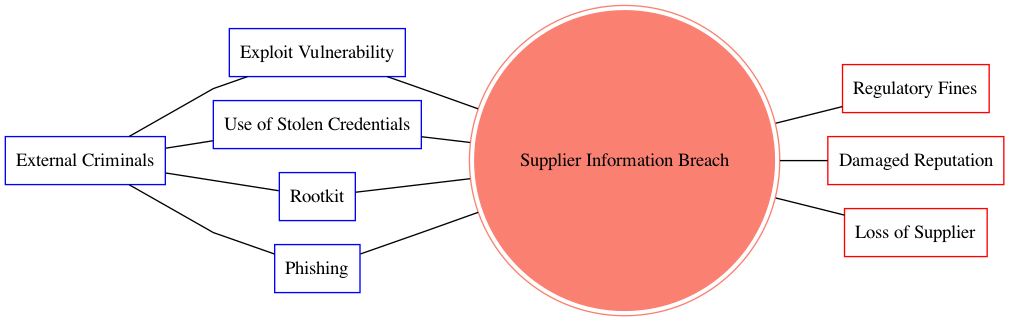 External Criminals
Exploit Vulnerability
Use of Stolen Credentials
Rootkit
Phishing
Supplier Information Breach
Regulatory Fines
Damaged Reputation
Loss of Supplier